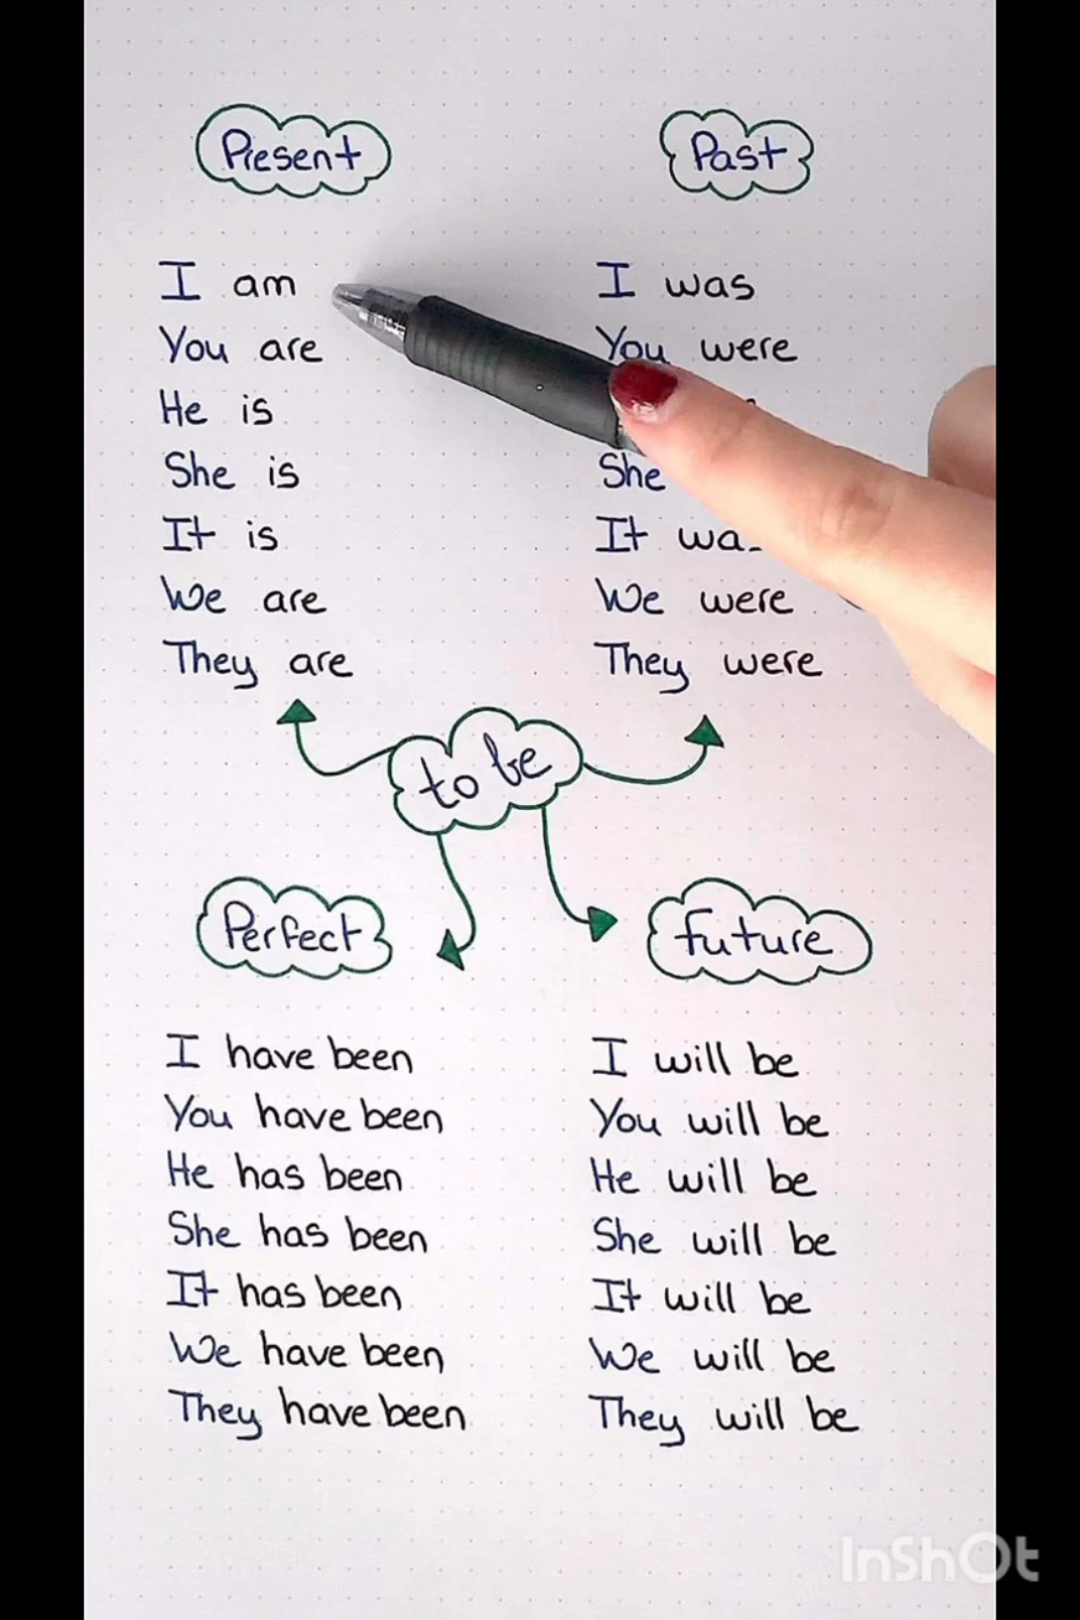 Present
I am
You are
He is
She is
It is
We are
They are
Past
I was
You were
She
It
We were
They were
to be
Perfect
I have been
You have been
He has been
She has been
It has been
We have been
They have been
future
I will be
You will be
He will be
She will be
It will be
We will be
They will be
InShOt